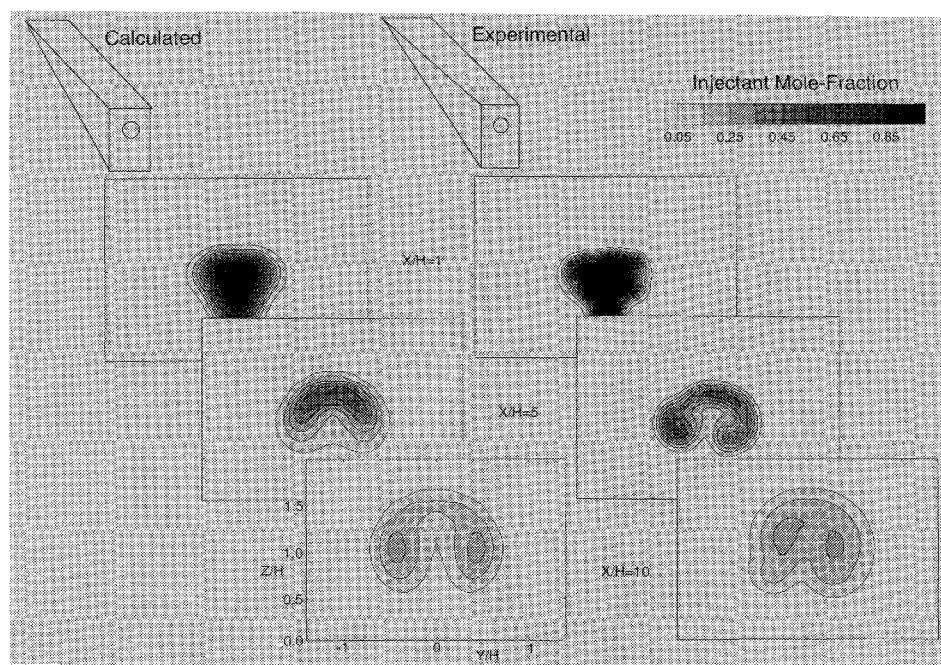 Calculated
Experimental
Injectant Mole-Fraction
0.05 0.25 0.45 0.65 0.85
X/H=1
X/H=5
X/H=10
1.5
1.0
Z/H
0.5
0.0
-1 0 1
Y/H